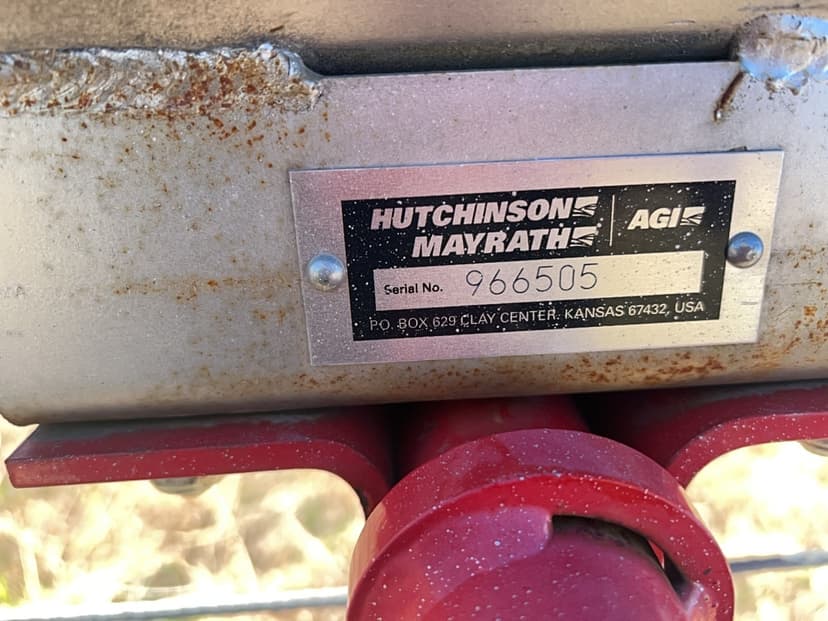 HUTCHINSON
MAYRATH
AGI
Serial No. 966505
P.O. BOX 629 CLAY CENTER, KANSAS 67432, USA